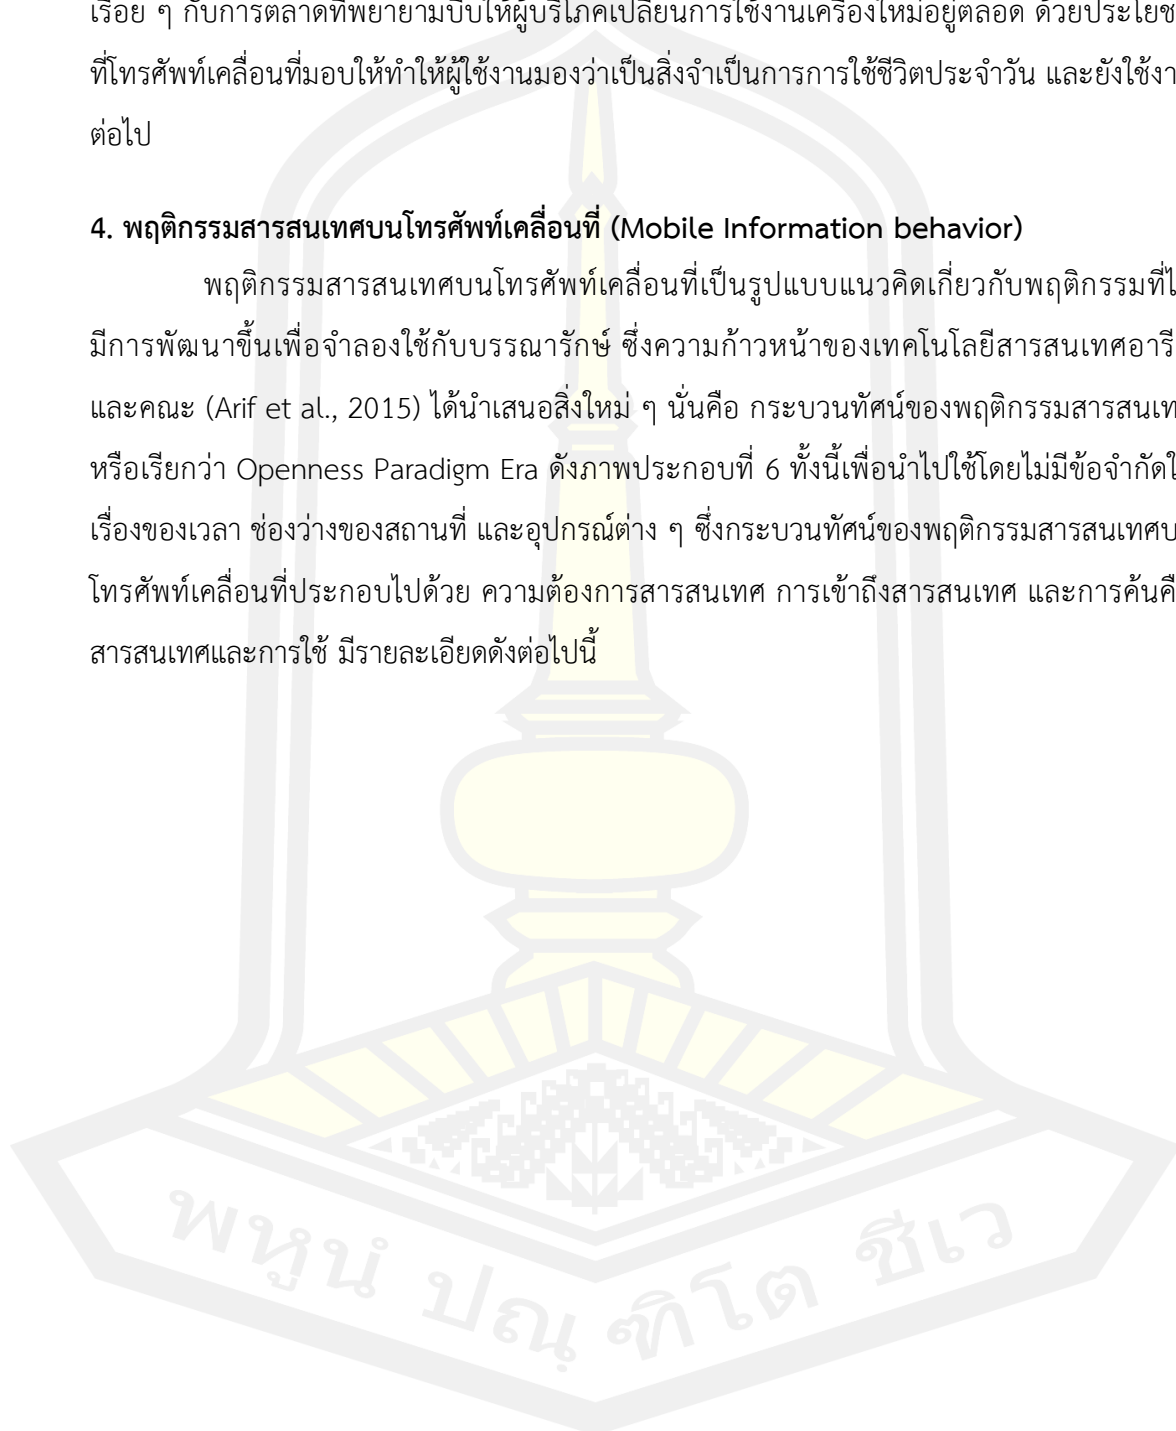 เรื่อย ๆ กับการตลาดที่พยายามบีบให้ผู้บริโภคเปลี่ยนการใช้งานเครื่องใหม่อยู่ตลอด ด้วยประโยช
ที่โทรศัพท์เคลื่อนที่มอบให้ทำให้ผู้ใช้งานมองว่าเป็นสิ่งจำเป็นการการใช้ชีวิตประจำวัน และยังใช้งา
ต่อไป
4. พฤติกรรมสารสนเทศบนโทรศัพท์เคลื่อนที่ (Mobile Information behavior)
พฤติกรรมสารสนเทศบนโทรศัพท์เคลื่อนที่เป็นรูปแบบแนวคิดเกี่ยวกับพฤติกรรมที่ไ
มีการพัฒนาขึ้นเพื่อจำลองใช้กับบรรณารักษ์ ซึ่งความก้าวหน้าของเทคโนโลยีสารสนเทศอารี
และคณะ (Arif et al., 2015) ได้นำเสนอสิ่งใหม่ ๆ นั่นคือ กระบวนทัศน์ของพฤติกรรมสารสนเท
หรือเรียกว่า Openness Paradigm Era ดังภาพประกอบที่ 6 ทั้งนี้เพื่อนำไปใช้โดยไม่มีข้อจำกัดใ
เรื่องของเวลา ช่องว่างของสถานที่ และอุปกรณ์ต่าง ๆ ซึ่งกระบวนทัศน์ของพฤติกรรมสารสนเทศบ
โทรศัพท์เคลื่อนที่ประกอบไปด้วย ความต้องการสารสนเทศ การเข้าถึงสารสนเทศ และการค้นคื
สารสนเทศและการใช้ มีรายละเอียดดังต่อไปนี้
พหูนํ ปณฺฑิโต ชีเว